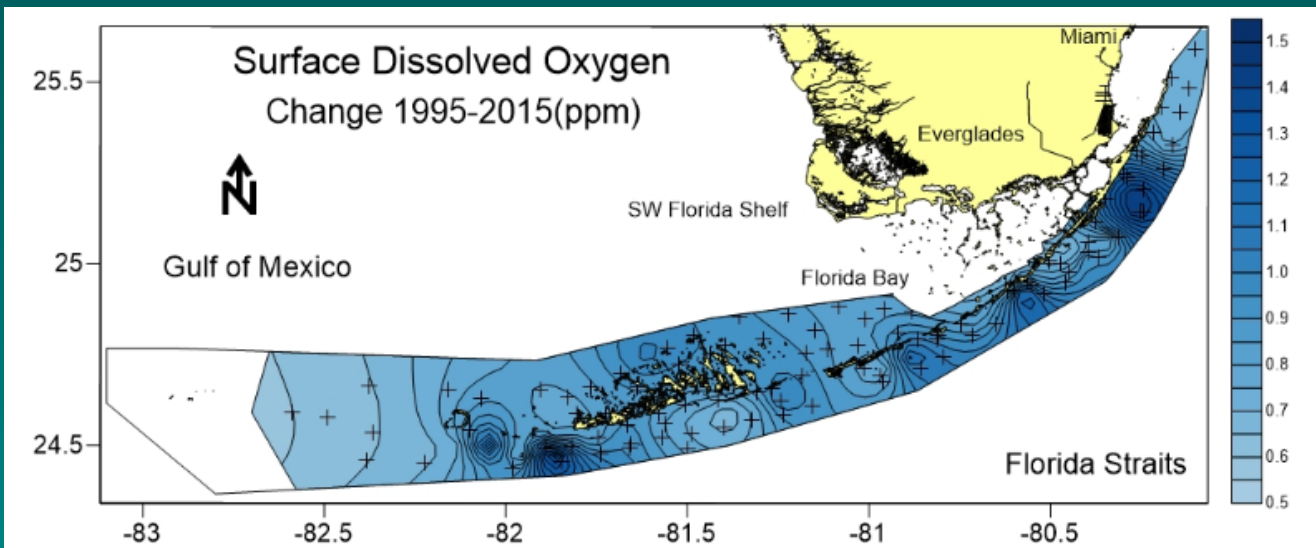 Surface Dissolved Oxygen
Change 1995-2015(ppm)
N
Miami
Everglades
SW Florida Shelf
Gulf of Mexico
Florida Bay
Florida Straits
25.5
25
24.5
-83
-82.5
-82
-81.5
-81
-80.5
1.5
1.4
1.3
1.2
1.1
1.0
0.9
0.8
0.7
0.6
0.5